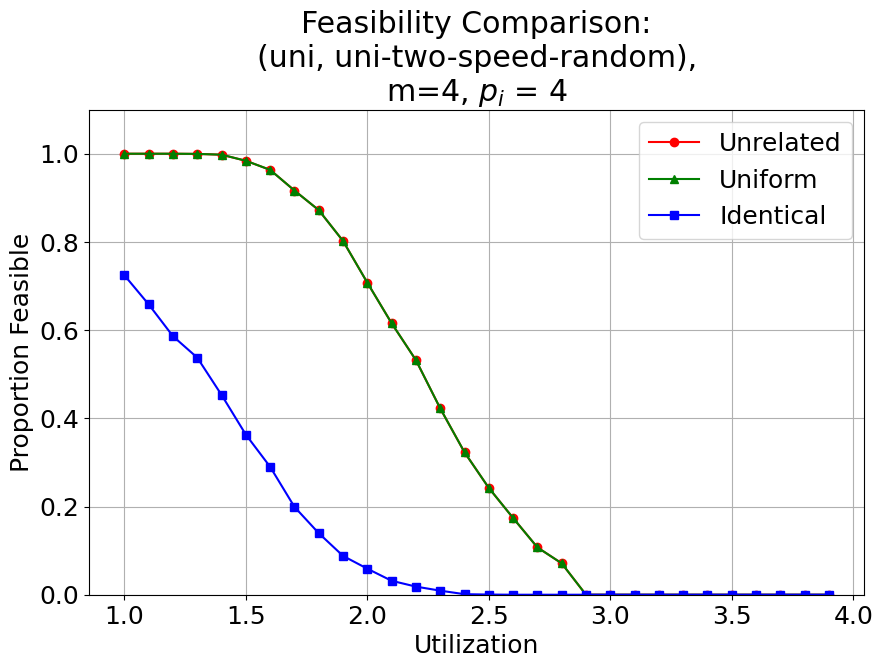 Feasibility Comparison:
(uni, uni-two-speed-random),
m=4, $p_i$ = 4
Unrelated
Uniform
Identical
Proportion Feasible
1.0
0.8
0.6
0.4
0.2
0.0
1.0 1.5 2.0 2.5 3.0 3.5 4.0
Utilization